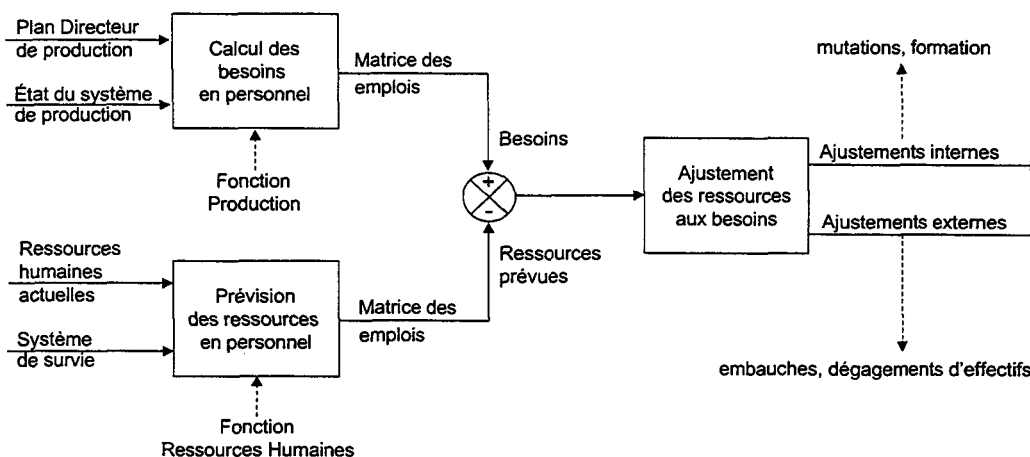 Plan Directeur
de production
État du système
de production
Calcul des
besoins
en personnel
Fonction
Production
Matrice des
emplois
Besoins
+
-
Ressources
prévues
Ressources
humaines
actuelles
Système
de survie
Prévision
des ressources
en personnel
Fonction
Ressources Humaines
Matrice des
emplois
Ajustement
des ressources
aux besoins
mutations, formation
Ajustements internes
Ajustements externes
embauches, dégagements d'effectifs